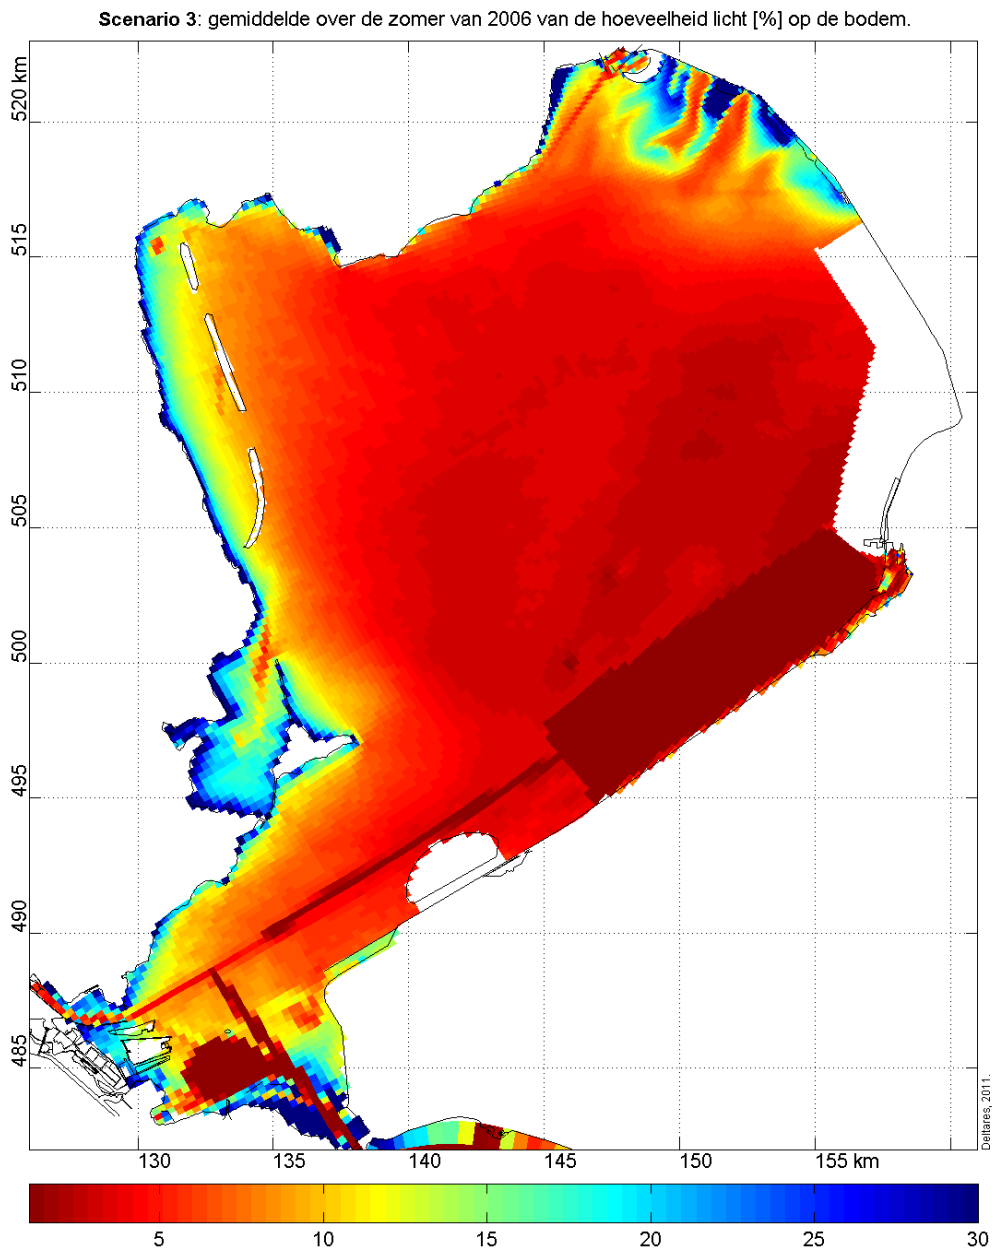 Scenario 3: gemiddelde over de zomer van 2006 van de hoeveelheid licht [%] op de bodem.
520 km
515
510
505
500
495
490
485
130 135 140 145 150 155 km
Deltares, 2011.
5 10 15 20 25 30